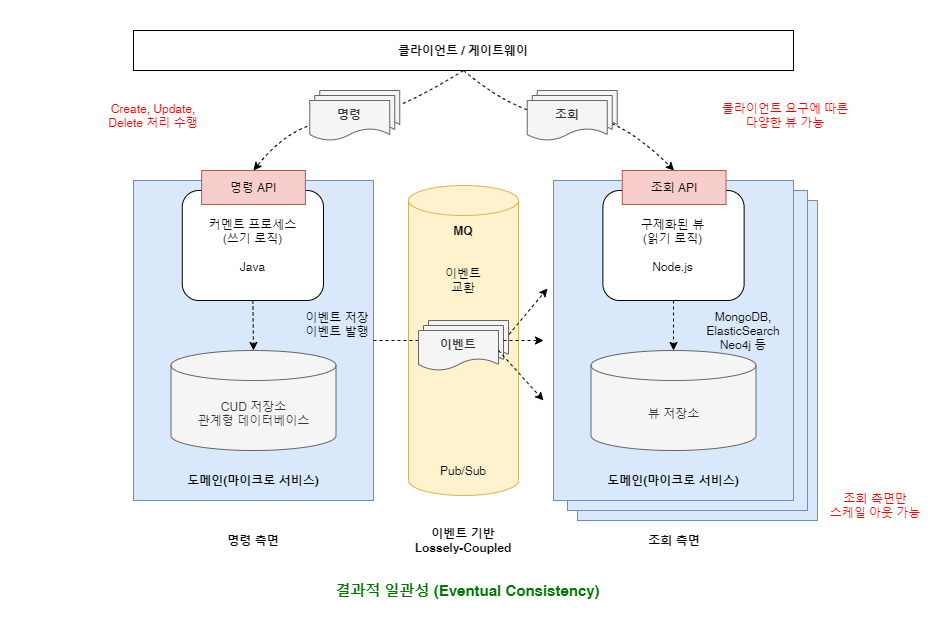 클라이언트 / 게이트웨이
Create, Update,
Delete 처리 수행
명령
조회
클라이언트 요구에 따른
다양한 뷰 가능
명령 API
커멘트 프로세스
(쓰기 로직)
Java
이벤트 저장
이벤트 발행
CUD 저장소
관계형 데이터베이스
도메인(마이크로 서비스)
명령 측면
MQ
이벤트
교환
이벤트
Pub/Sub
이벤트 기반
Lossely-Coupled
조회 API
구제화된 뷰
(읽기 로직)
Node.js
MongoDB,
ElasticSearch
Neo4j 등
뷰 저장소
도메인(마이크로 서비스)
조회 측면만
스케일 아웃 가능
조회 측면
결과적 일관성 (Eventual Consistency)